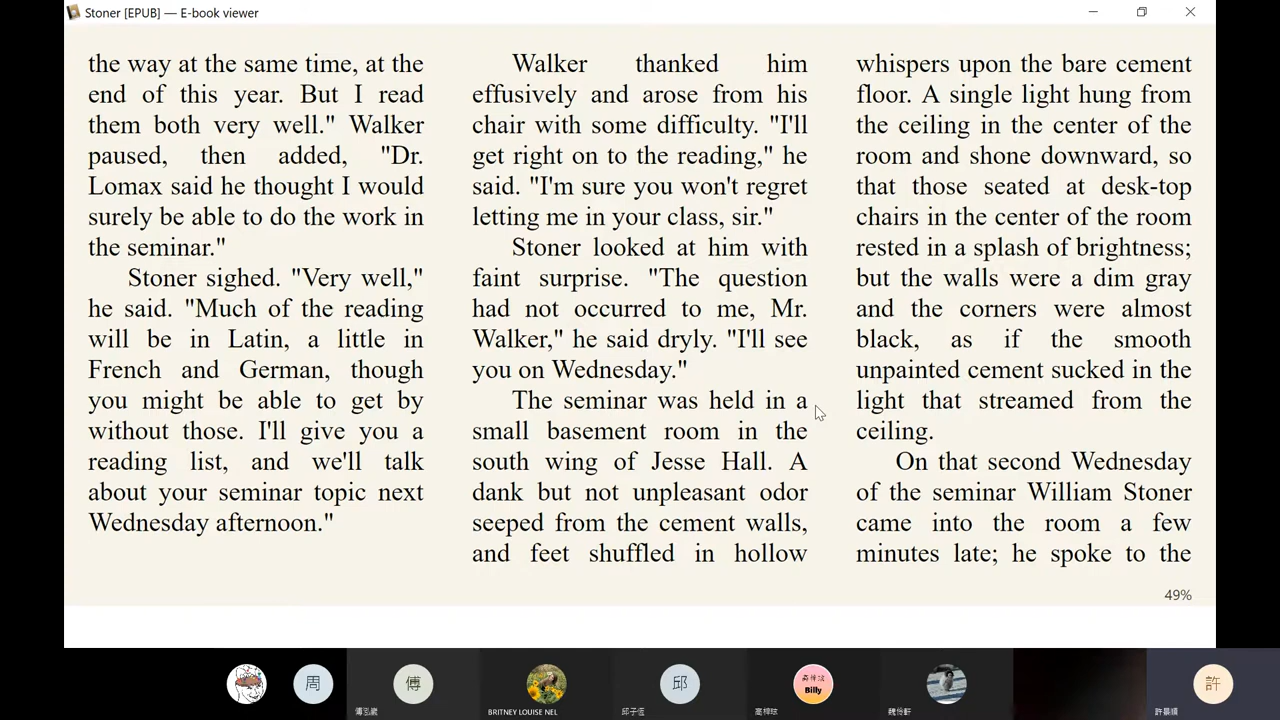 Stoner [EPUB] — E-book viewer
the way at the same time, at the
end of this year. But I read
them both very well." Walker
paused, then added, "Dr.
Lomax said he thought I would
surely be able to do the work in
the seminar."
Stoner sighed. "Very well,"
he said. "Much of the reading
will be in Latin, a little in
French and German, though
you might be able to get by
without those. I'll give you a
reading list, and we'll talk
about your seminar topic next
Wednesday afternoon."
Walker thanked him
effusively and arose from his
chair with some difficulty. "I'll
get right on to the reading," he
said. "I'm sure you won't regret
letting me in your class, sir."
Stoner looked at him with
faint surprise. "The question
had not occurred to me, Mr.
Walker," he said dryly. "I'll see
you on Wednesday."
The seminar was held in a
small basement room in the
south wing of Jesse Hall. A
dank but not unpleasant odor
seeped from the cement walls,
and feet shuffled in hollow
whispers upon the bare cement
floor. A single light hung from
the ceiling in the center of the
room and shone downward, so
that those seated at desk-top
chairs in the center of the room
rested in a splash of brightness;
but the walls were a dim gray
and the corners were almost
black, as if the smooth
unpainted cement sucked in the
light that streamed from the
ceiling.
On that second Wednesday
of the seminar William Stoner
came into the room a few
minutes late; he spoke to the
49%
周
傅
邱
Billy
許
BRITNEY LOUISE NEL